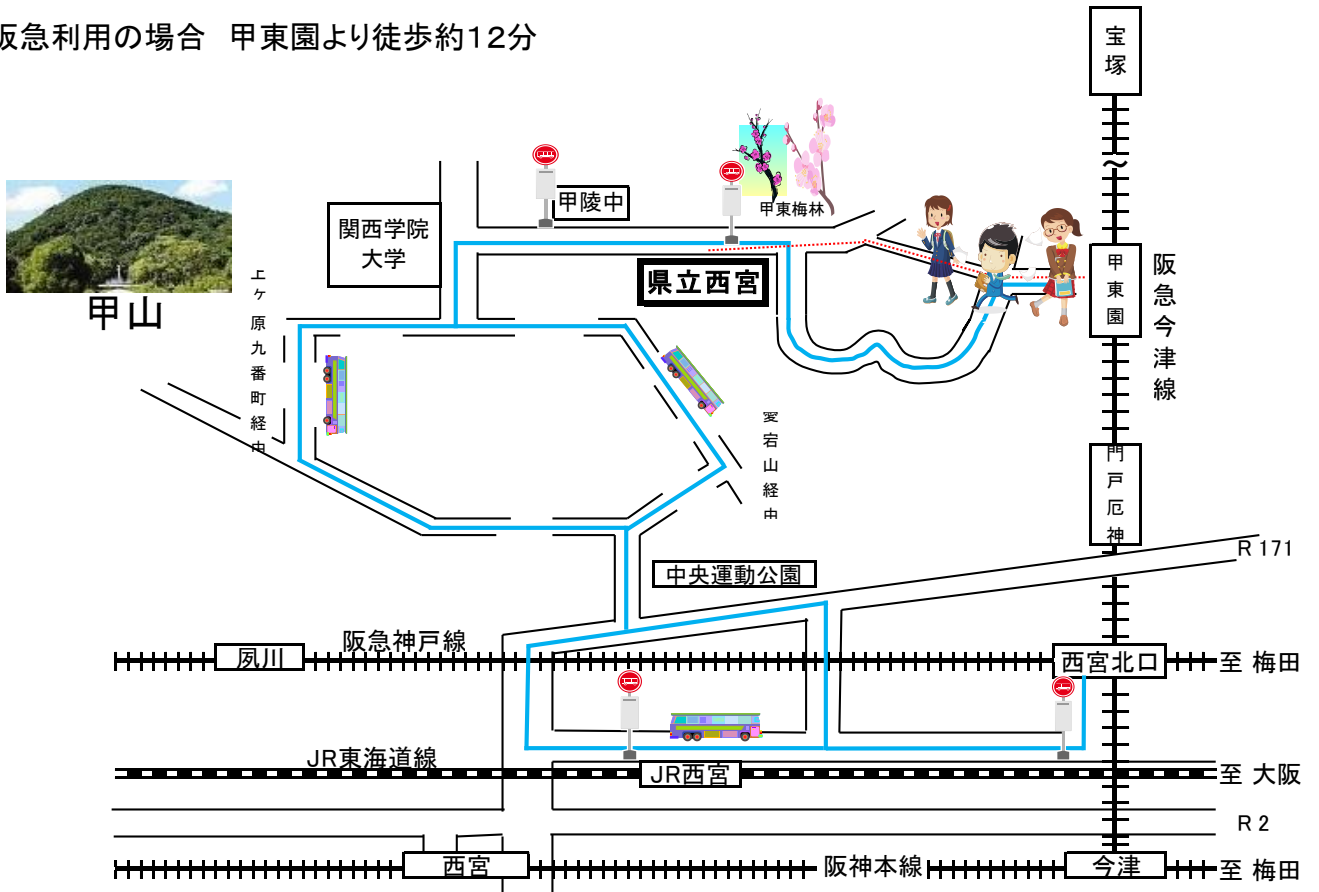 阪急利用の場合 甲東園より徒歩約12分
宝塚
甲陵中
甲東梅林
関西学院
大学
県立西宮
甲東園
阪急今津線
甲山
上ヶ原九番町経由
愛宕山経由
門戸厄神
R 171
中央運動公園
阪急神戸線
夙川
西宮北口
至 梅田
JR東海道線
JR西宮
至 大阪
R 2
西宮
阪神本線
今津
至 梅田